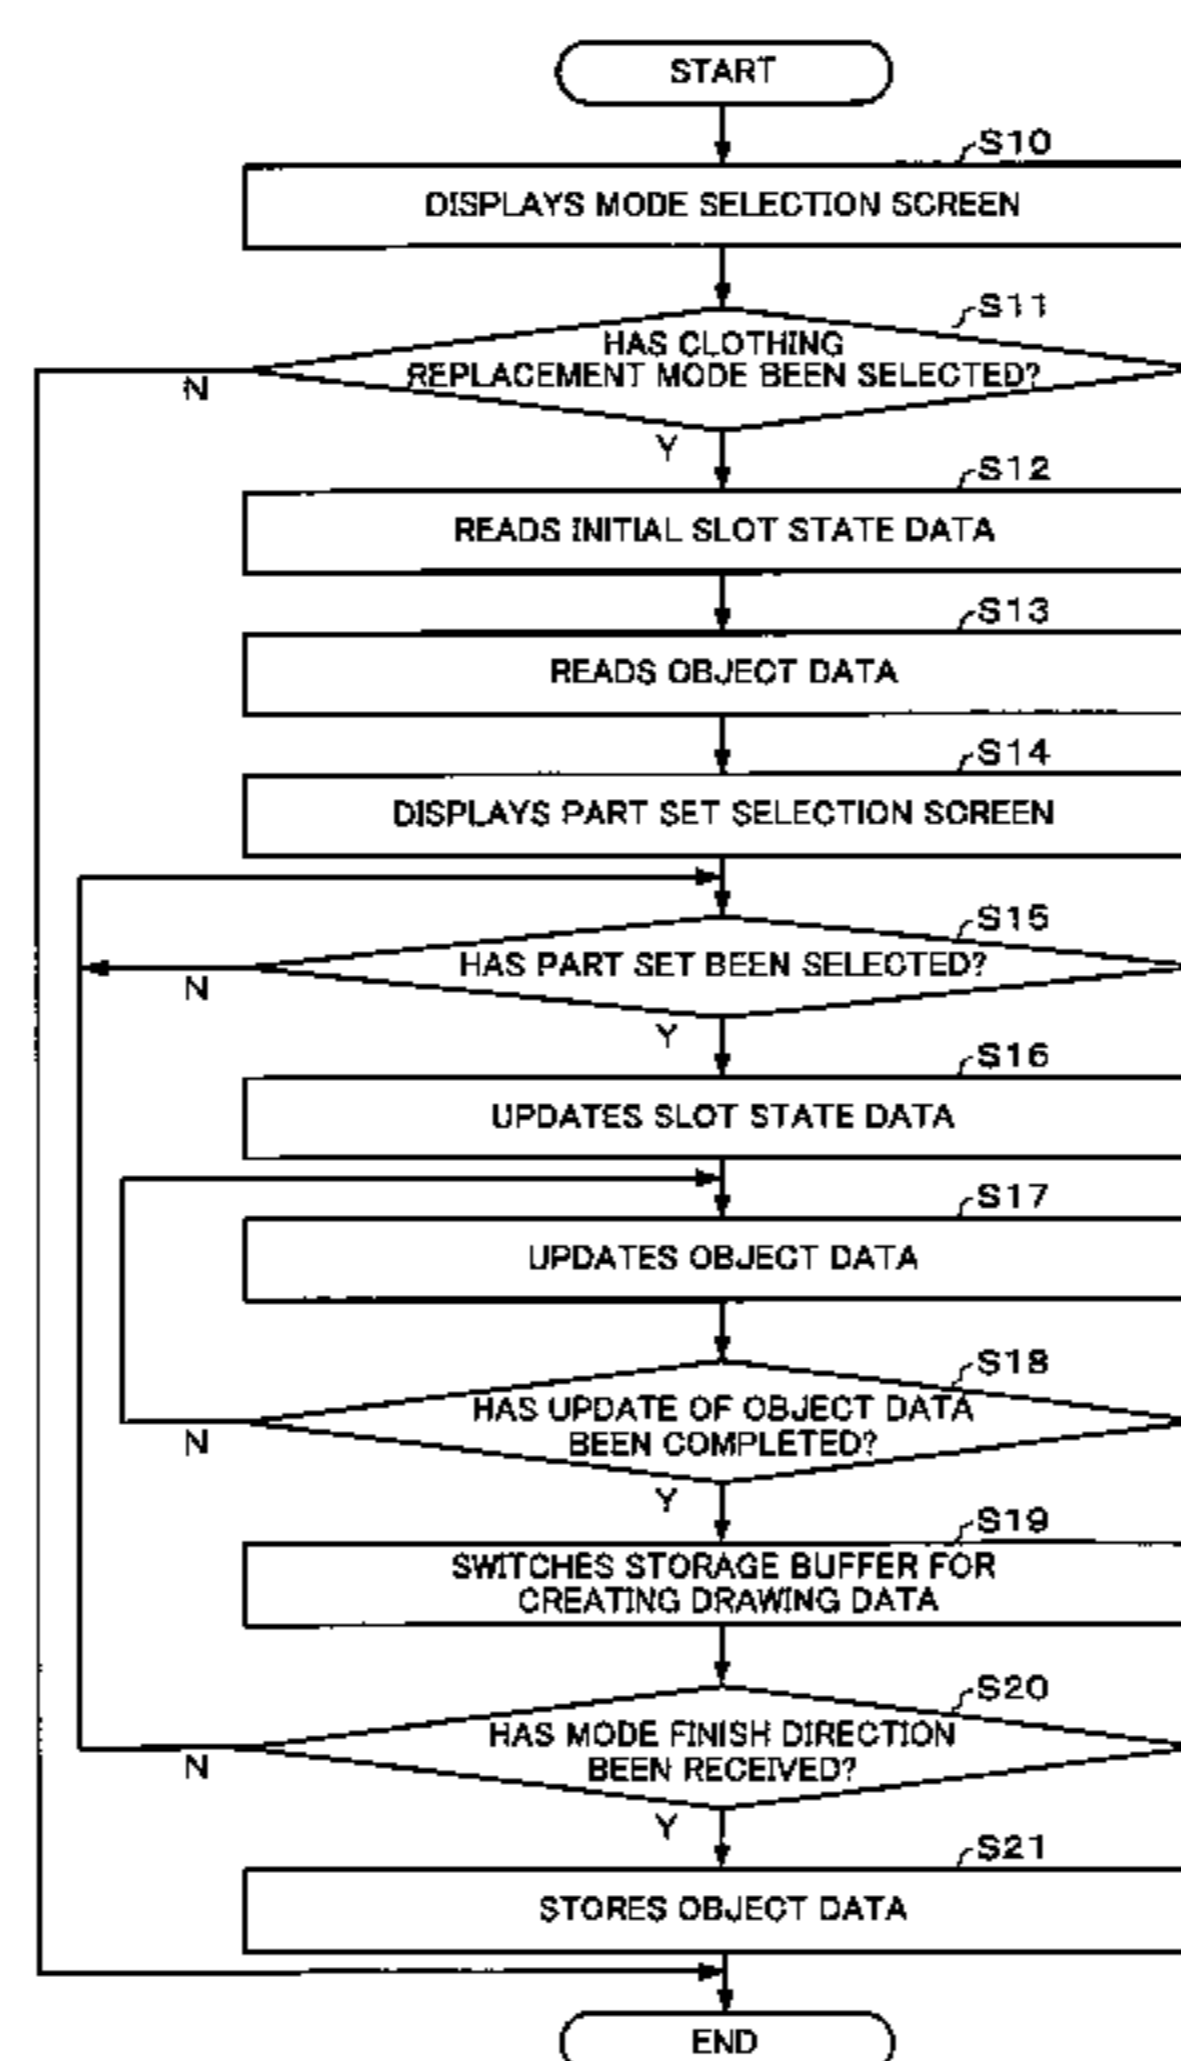 START
S10
DISPLAYS MODE SELECTION SCREEN
S11
HAS CLOTHING
REPLACEMENT MODE BEEN SELECTED?
N
Y
S12
READS INITIAL SLOT STATE DATA
S13
READS OBJECT DATA
S14
DISPLAYS PART SET SELECTION SCREEN
S15
HAS PART SET BEEN SELECTED?
N
Y
S16
UPDATES SLOT STATE DATA
S17
UPDATES OBJECT DATA
S18
HAS UPDATE OF OBJECT DATA
BEEN COMPLETED?
N
Y
S19
SWITCHES STORAGE BUFFER FOR
CREATING DRAWING DATA
S20
HAS MODE FINISH DIRECTION
BEEN RECEIVED?
N
Y
S21
STORES OBJECT DATA
END